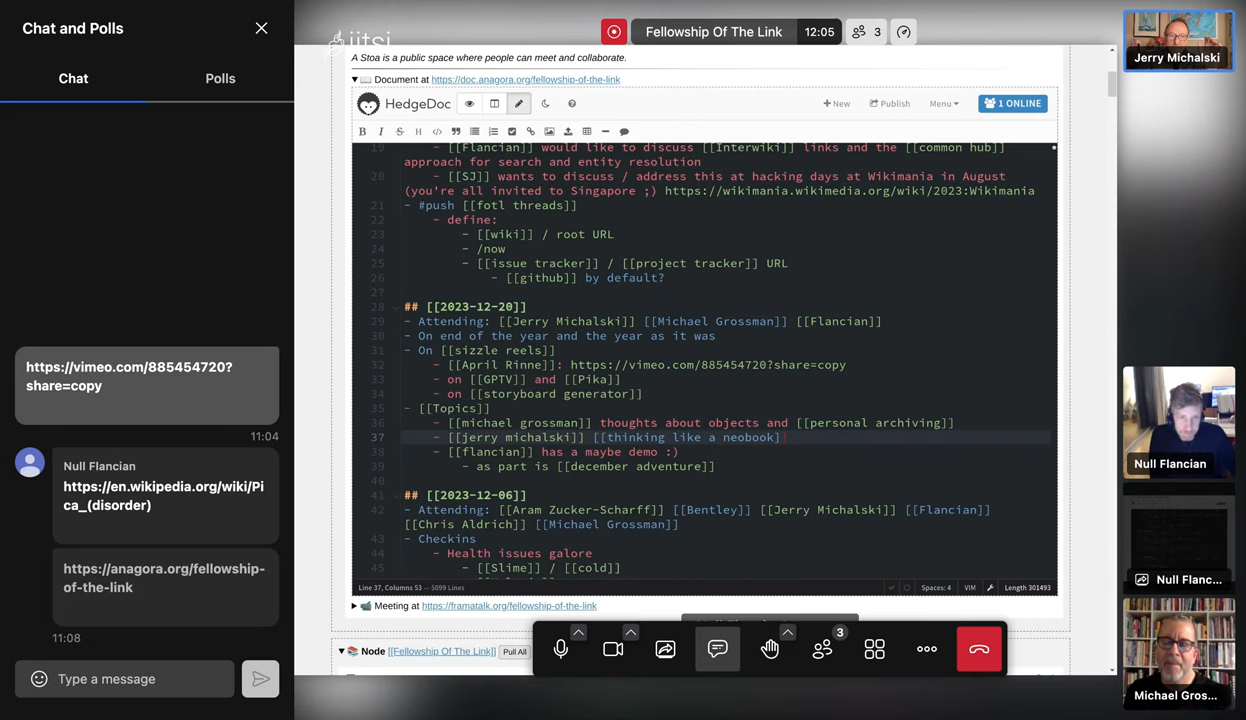 Chat and Polls
Chat
Polls
https://vimeo.com/885454720?
share=copy
11:04
Null Flancian
https://en.wikipedia.org/wiki/Pi
ca_(disorder)
https://anagora.org/fellowship-
of-the-link
11:08
Type a message
jitsi
Fellowship Of The Link
12:05
3
A Stoa is a public space where people can meet and collaborate.
▼📖 Document at https://doc.anagora.org/fellowship-of-the-link
HedgeDoc
+ New
Publish
Menu
1 ONLINE
B I S H
19 - [[Flancian]] would like to discuss [[Interwiki]] links and the [[common hub]]
approach for search and entity resolution
20 - [[SJ]] wants to discuss / address this at hacking days at Wikimania in August
(you're all invited to Singapore ;) https://wikimania.wikimedia.org/wiki/2023:Wikimania
21 - #push [[fotl threads]]
22 - define:
23 - [[wiki]] / root URL
24 - /now
25 - [[issue tracker]] / [[project tracker]] URL
26 - [[github]] by default?
27
28 ## [[2023-12-20]]
29 - Attending: [[Jerry Michalski]] [[Michael Grossman]] [[Flancian]]
30 - On end of the year and the year as it was
31 - On [[sizzle reels]]
32 - [[April Rinne]]: https://vimeo.com/885454720?share=copy
33 - on [[GPTV]] and [[Pika]]
34 - on [[storyboard generator]]
35 - [[Topics]]
36 - [[michael grossman]] thoughts about objects and [[personal archiving]]
37 - [[jerry michalski]] [[thinking like a neobook]]
38 - [[flancian]] has a maybe demo :)
39 - as part is [[december adventure]]
40
41 ## [[2023-12-06]]
42 - Attending: [[Aram Zucker-Scharff]] [[Bentley]] [[Jerry Michalski]] [[Flancian]]
[[Chris Aldrich]] [[Michael Grossman]]
43 - Checkins
44 - Health issues galore
45 - [[Slime]] / [[cold]]
Line 37, Columns 53 — 5099 Lines
Spaces: 4
VIM
Length 301493
▶ 📹 Meeting at https://framatalk.org/fellowship-of-the-link
▼📚 Node [[Fellowship Of The Link]] Pull All
3
Jerry Michalski
Null Flancian
Null Flanc...
Michael Gros...